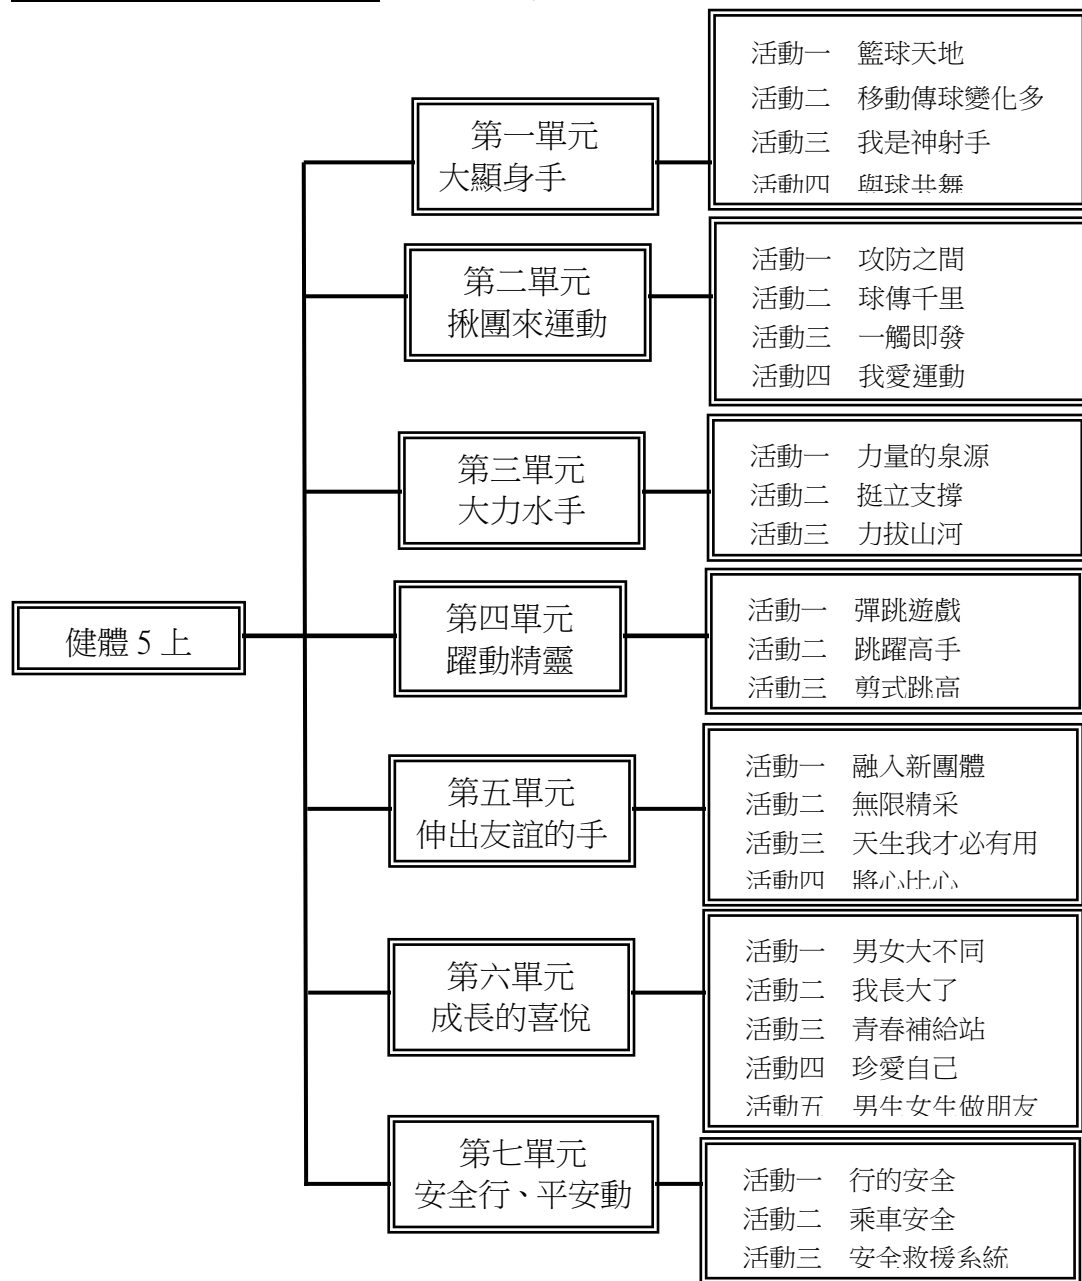 健體 5 上
第一單元
大顯身手
活動一 籃球天地
活動二 移動傳球變化多
活動三 我是神射手
活動四 與球共舞
第二單元
揪團來運動
活動一 攻防之間
活動二 球傳千里
活動三 一觸即發
活動四 我愛運動
第三單元
大力水手
活動一 力量的泉源
活動二 挺立支撐
活動三 力拔山河
第四單元
躍動精靈
活動一 彈跳遊戲
活動二 跳躍高手
活動三 剪式跳高
第五單元
伸出友誼的手
活動一 融入新團體
活動二 無限精采
活動三 天生我才必有用
活動四 將心比心
第六單元
成長的喜悅
活動一 男女大不同
活動二 我長大了
活動三 青春補給站
活動四 珍愛自己
活動五 男生女生做朋友
第七單元
安全行、平安動
活動一 行的安全
活動二 乘車安全
活動三 安全救援系統